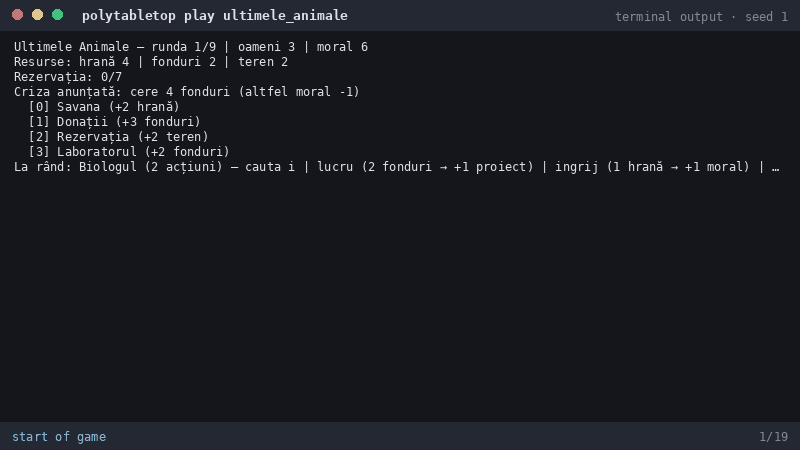 polytabletop play ultimele_animale
terminal output · seed 1
Ultimele Animale — runda 1/9 | oameni 3 | moral 6
Resurse: hrană 4 | fonduri 2 | teren 2
Rezervația: 0/7
Criza anunțată: cere 4 fonduri (altfel moral -1)
[0] Savana (+2 hrană)
[1] Donații (+3 fonduri)
[2] Rezervația (+2 teren)
[3] Laboratorul (+2 fonduri)
La rând: Biologul (2 acțiuni) — cauta i | lucru (2 fonduri → +1 proiect) | ingrij (1 hrană → +1 moral) | …
start of game
1/19